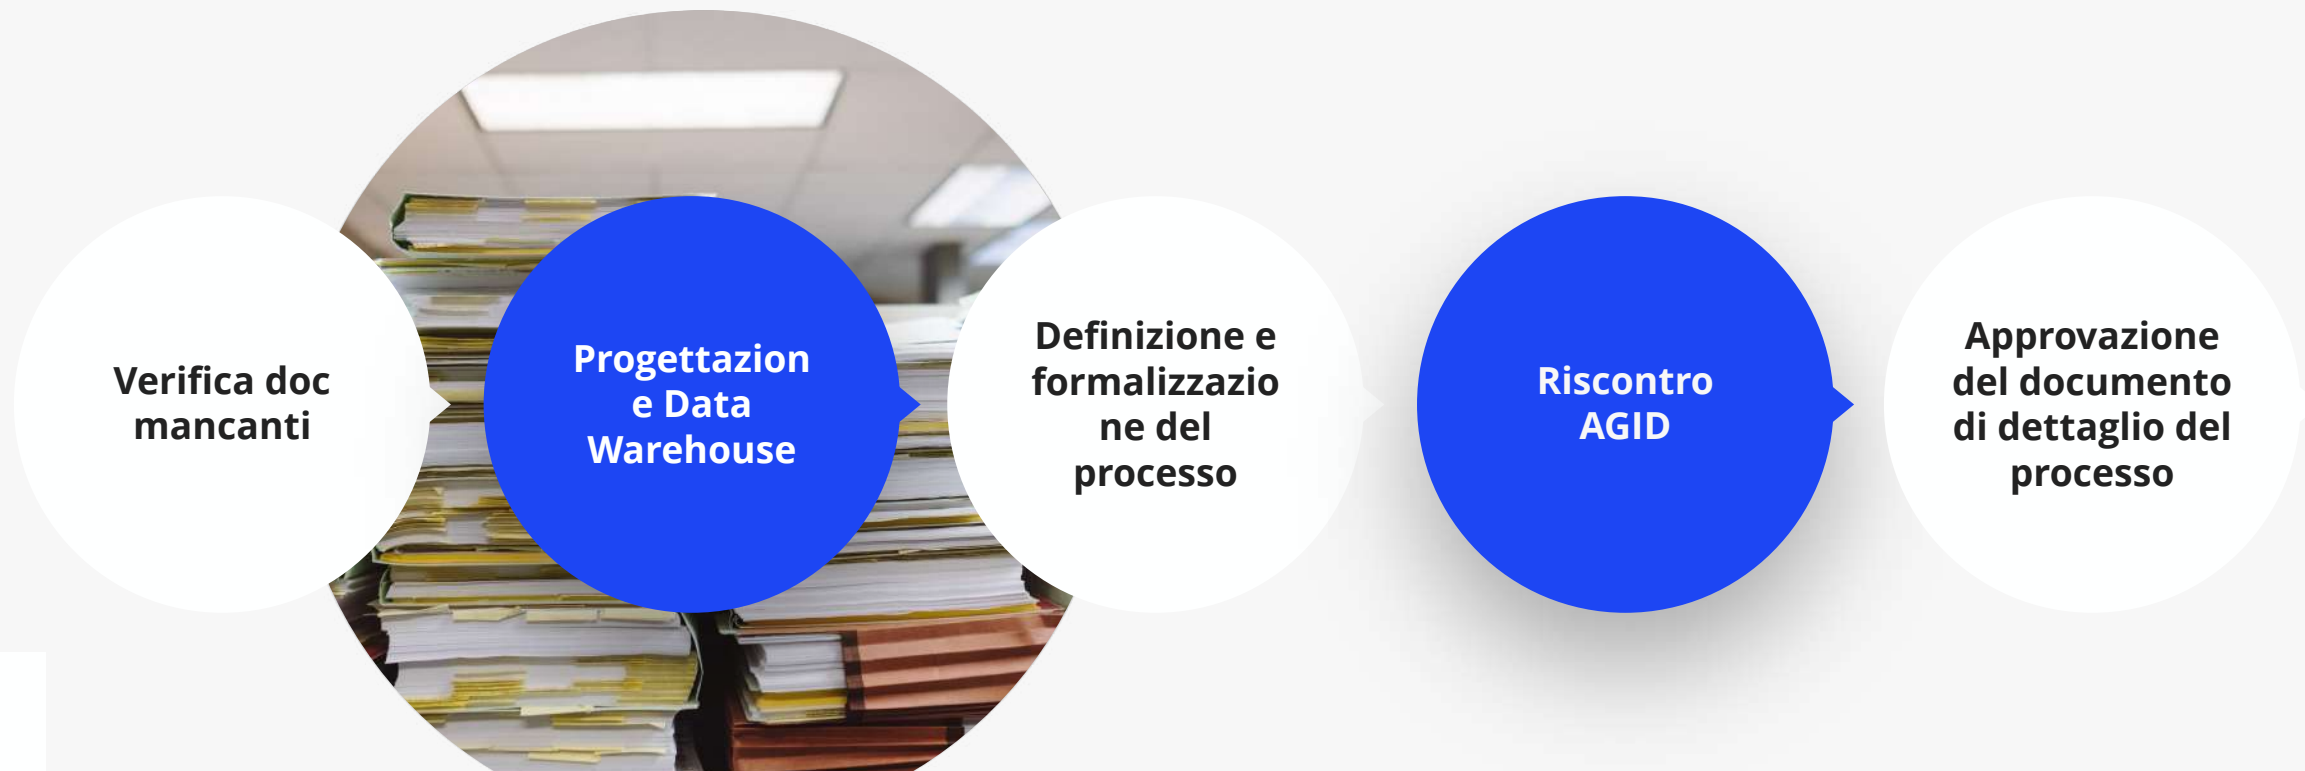 Verifica doc
mancanti
Progettazion
e Data
Warehouse
Definizione e
formalizzazio
ne del
processo
Riscontro
AGID
Approvazione
del documento
di dettaglio del
processo